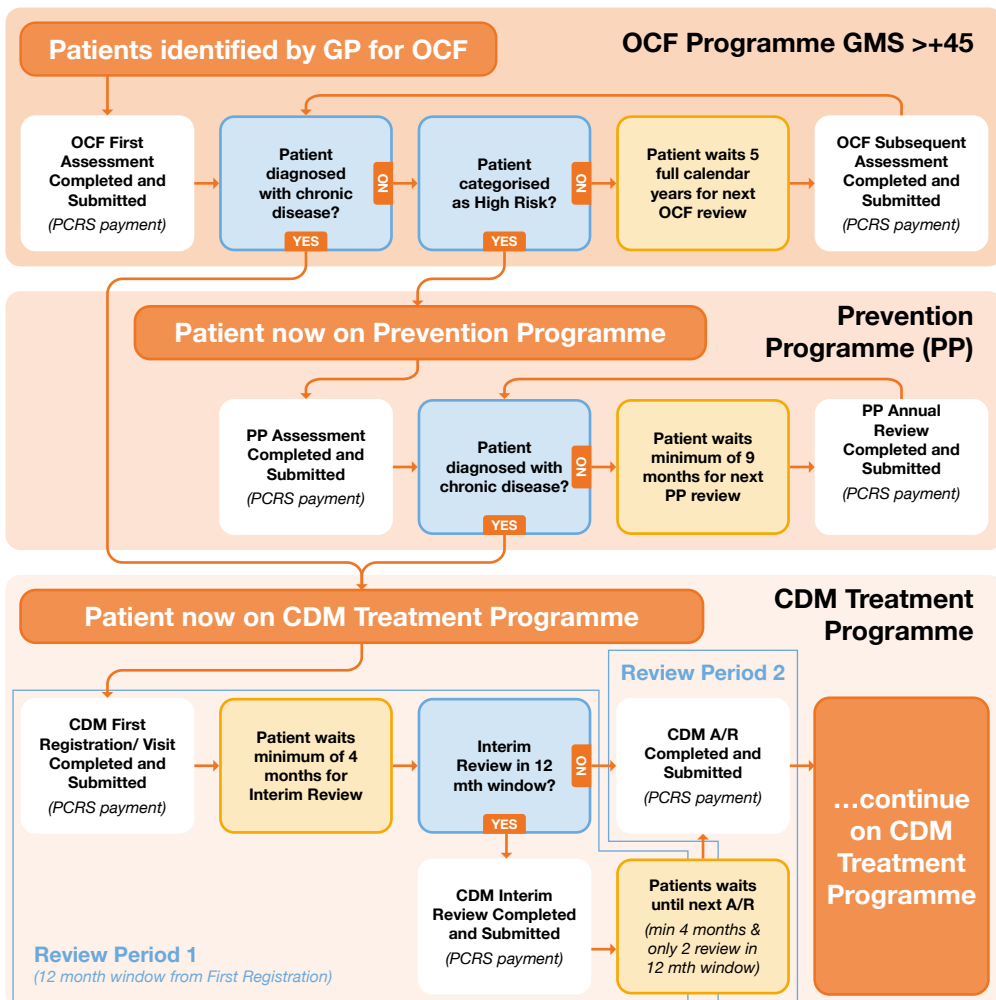 Patients identified by GP for OCF
OCF Programme GMS >+45
OCF First
Assessment
Completed and
Submitted
(PCRS payment)
Patient
diagnosed
with chronic
disease?
NO
YES
Patient
categorised
as High Risk?
NO
YES
Patient waits 5
full calendar
years for next
OCF review
OCF Subsequent
Assessment
Completed and
Submitted
(PCRS payment)
Patient now on Prevention Programme
Prevention
Programme (PP)
PP Assessment
Completed and
Submitted
(PCRS payment)
Patient
diagnosed with
chronic disease?
NO
YES
Patient waits
minimum of 9
months for next
PP review
PP Annual
Review
Completed and
Submitted
(PCRS payment)
Patient now on CDM Treatment Programme
CDM Treatment
Programme
Review Period 2
CDM First
Registration/ Visit
Completed and
Submitted
(PCRS payment)
Patient waits
minimum of 4
months for
Interim Review
Interim
Review in 12
mth window?
NO
YES
CDM A/R
Completed and
Submitted
(PCRS payment)
...continue
on CDM
Treatment
Programme
CDM Interim
Review Completed
and Submitted
(PCRS payment)
Patients waits
until next A/R
(min 4 months &
only 2 review in
12 mth window)
Review Period 1
(12 month window from First Registration)